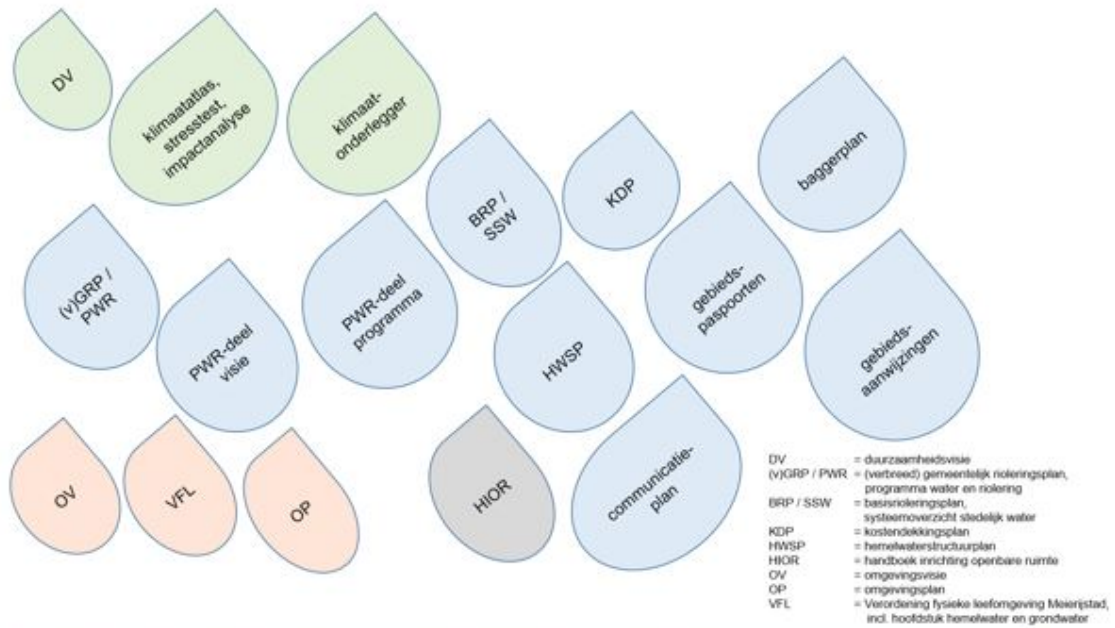 DV
klimaatatlas,
stresstest,
impactanalyse
klimaat-
onderlegger
BRP /
SSW
KDP
baggerplan
(v)GRP /
PWR
PWR-deel
visie
PWR-deel
programma
HWSP
gebieds-
paspoorten
gebieds-
aanwijzingen
OV
VFL
OP
HIOR
communicatie-
plan
DV = duurzaamheidsvisie
(v)GRP / PWR = (verbreed) gemeentelijk rioleringsplan,
programma water en riolering
BRP / SSW = basisrioleringsplan,
systeemoverzicht stedelijk water
KDP = kostendekkingsplan
HWSP = hemelwaterstructuurplan
HIOR = handboek inrichting openbare ruimte
OV = omgevingsvisie
OP = omgevingsplan
VFL = Verordening fysieke leefomgeving Meierijstad,
incl. hoofdstuk hemelwater en grondwater